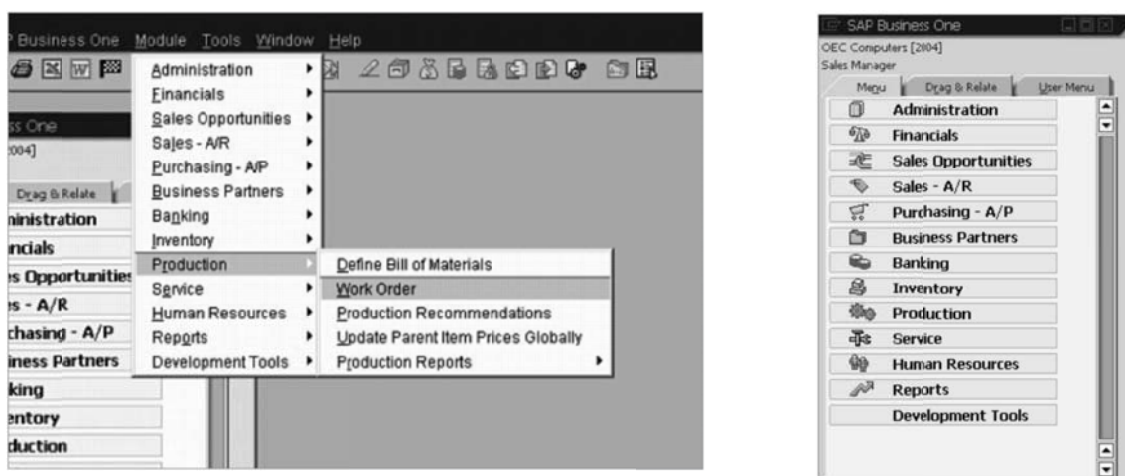 P Business One Module Tools Window Help
Administration
Financials
Sales Opportunities
Sales - A/R
Purchasing - A/P
Business Partners
Banking
Inventory
Production
Service
Human Resources
Reports
Development Tools
Define Bill of Materials
Work Order
Production Recommendations
Update Parent Item Prices Globally
Production Reports
ss One
2004]
Drag & Relate
ministration
ancials
es Opportunities
es - A/R
chasing - A/P
iness Partners
king
entory
duction
SAP Business One
OEC Computers [2004]
Sales Manager
Menu Drag & Relate User Menu
Administration
Financials
Sales Opportunities
Sales - A/R
Purchasing - A/P
Business Partners
Banking
Inventory
Production
Service
Human Resources
Reports
Development Tools